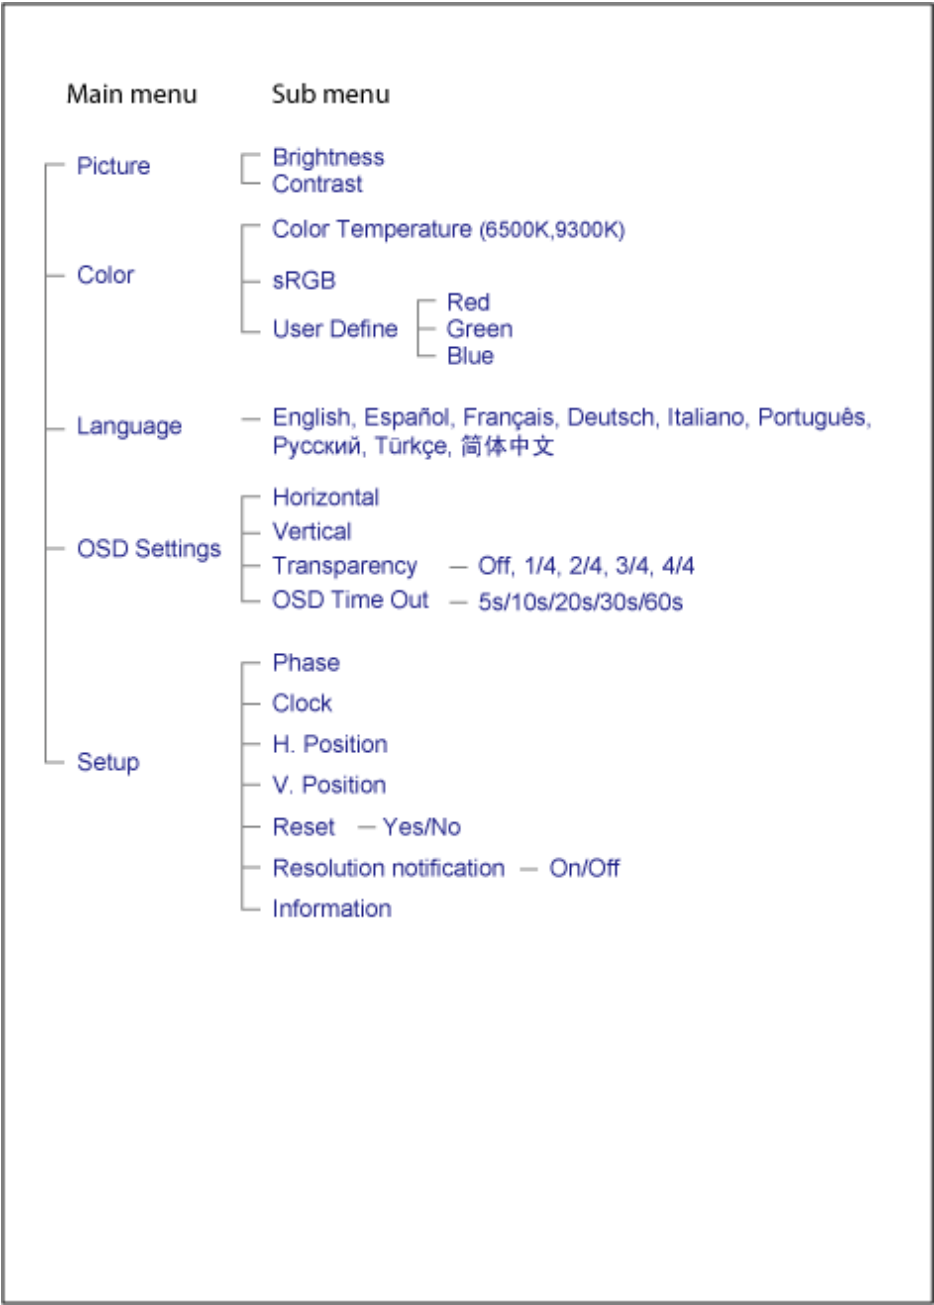 Main menu Sub menu
Picture
Brightness
Contrast
Color
Color Temperature (6500K,9300K)
sRGB
User Define
Red
Green
Blue
Language
English, Español, Français, Deutsch, Italiano, Português,
Русский, Türkçe, 简体中文
OSD Settings
Horizontal
Vertical
Transparency — Off, 1/4, 2/4, 3/4, 4/4
OSD Time Out — 5s/10s/20s/30s/60s
Setup
Phase
Clock
H. Position
V. Position
Reset — Yes/No
Resolution notification — On/Off
Information